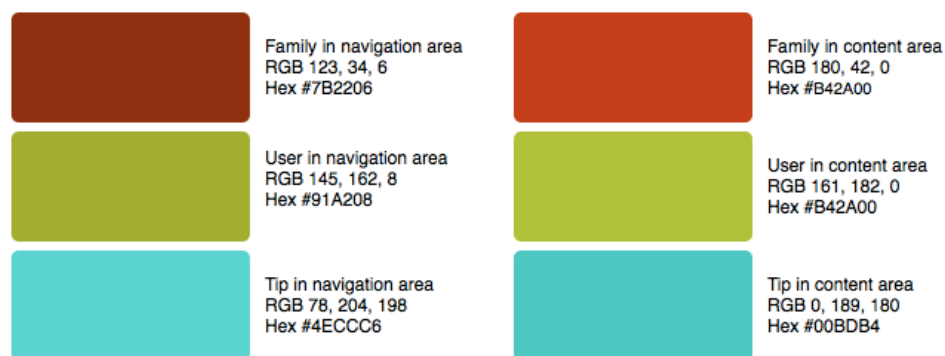 Family in navigation area
RGB 123, 34, 6
Hex #7B2206
Family in content area
RGB 180, 42, 0
Hex #B42A00
User in navigation area
RGB 145, 162, 8
Hex #91A208
User in content area
RGB 161, 182, 0
Hex #B42A00
Tip in navigation area
RGB 78, 204, 198
Hex #4ECCC6
Tip in content area
RGB 0, 189, 180
Hex #00BDB4